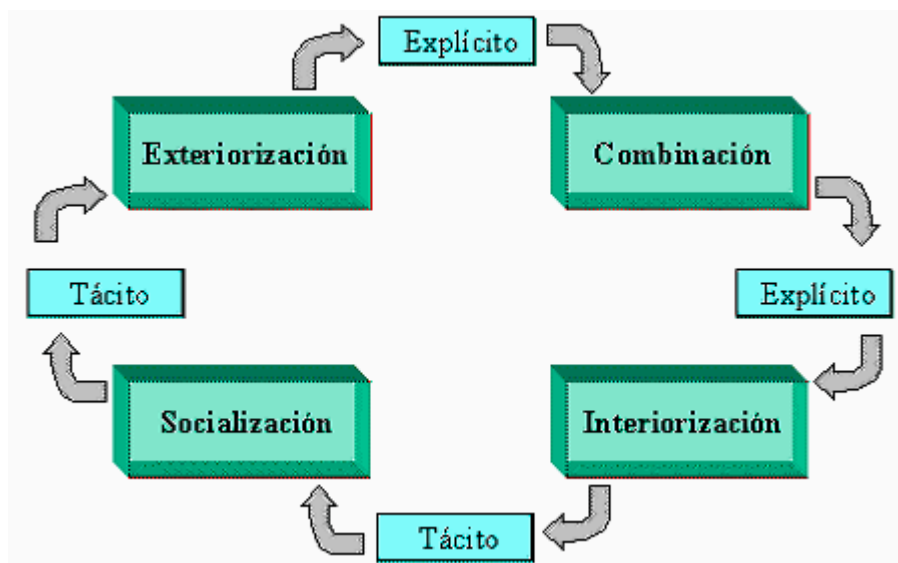 Explícito
Exteriorización
Combinación
Tácito
Explícito
Socialización
Interiorización
Tácito